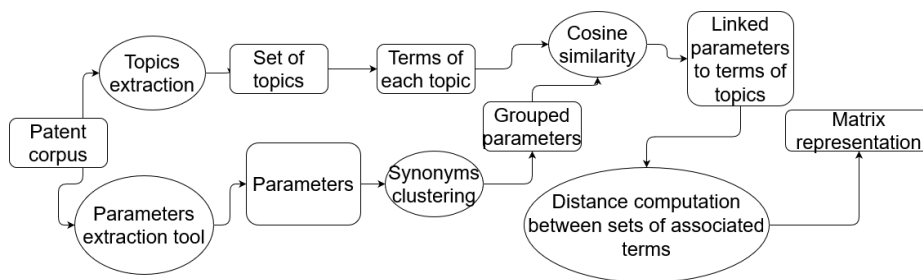 Patent
corpus
Topics
extraction
Set of
topics
Terms of
each topic
Cosine
similarity
Linked
parameters
to terms of
topics
Parameters
extraction tool
Parameters
Synonyms
clustering
Grouped
parameters
Distance computation
between sets of associated
terms
Matrix
representation